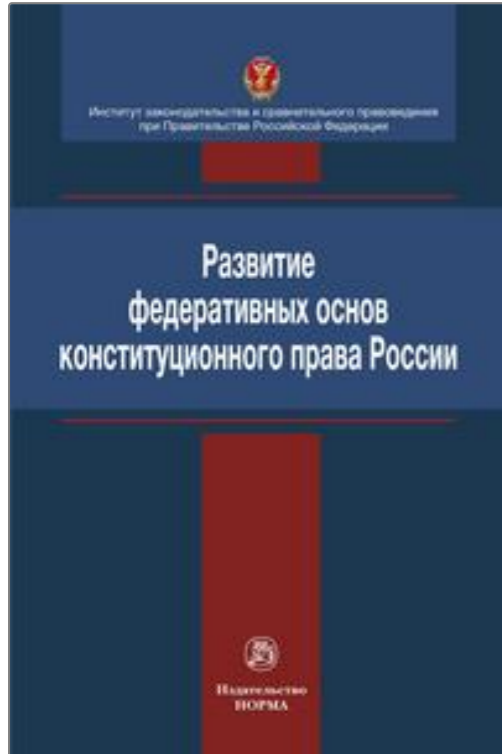 Институт законодательства и сравнительного правоведения
при Правительстве Российской Федерации
Развитие
федеративных основ
конституционного права России
Издательство
НОРМА